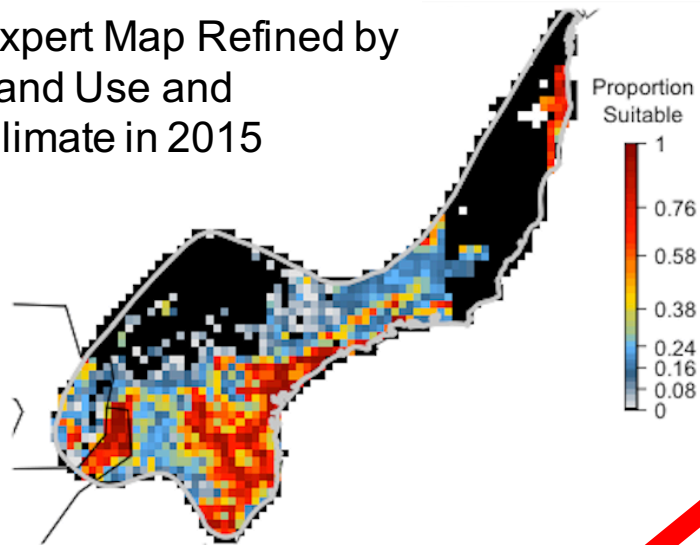 xpert Map Refined by
and Use and
limate in 2015
Proportion
Suitable
1
0.76
0.58
0.38
0.24
0.16
0.08
0